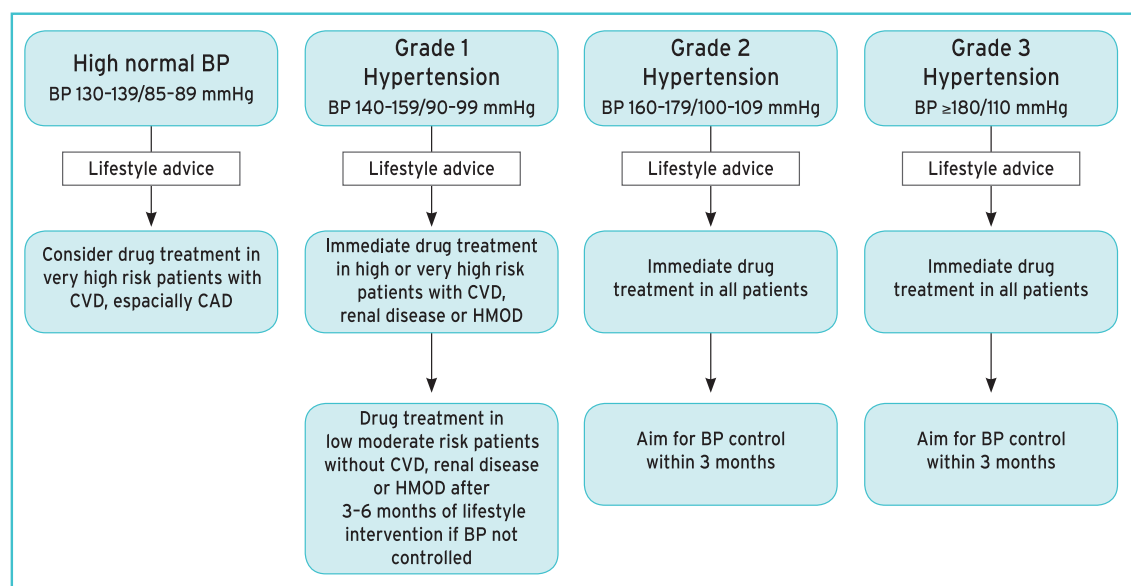 High normal BP
BP 130–139/85–89 mmHg
Lifestyle advice
Consider drug treatment in
very high risk patients with
CVD, espacially CAD
Grade 1
Hypertension
BP 140–159/90–99 mmHg
Lifestyle advice
Immediate drug treatment
in high or very high risk
patients with CVD,
renal disease or HMOD
Drug treatment in
low moderate risk patients
without CVD, renal disease
or HMOD after
3–6 months of lifestyle
intervention if BP not
controlled
Grade 2
Hypertension
BP 160–179/100–109 mmHg
Lifestyle advice
Immediate drug
treatment in all patients
Aim for BP control
within 3 months
Grade 3
Hypertension
BP ≥180/110 mmHg
Lifestyle advice
Immediate drug
treatment in all patients
Aim for BP control
within 3 months